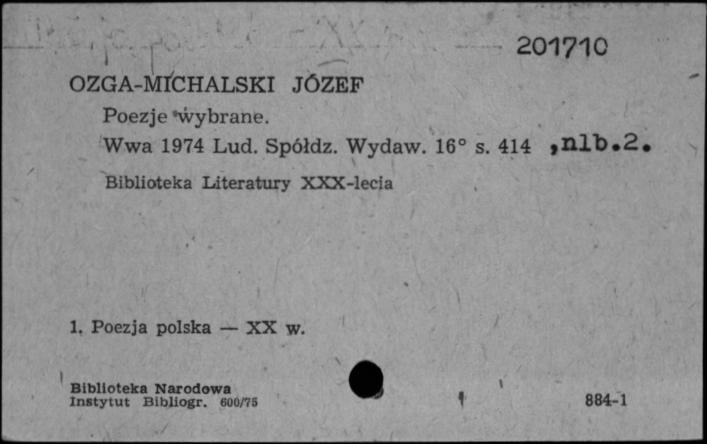 201710
OZGA-MICHALSKI JÓZEF
Poezje wybrane.
Wwa 1974 Lud. Spółdz. Wydaw. 16° s. 414 ,nlb.2.
Biblioteka Literatury XXX-lecia
1. Poezja polska — XX w.
Biblioteka Narodowa
Instytut Bibliogr. 600/75
884-1